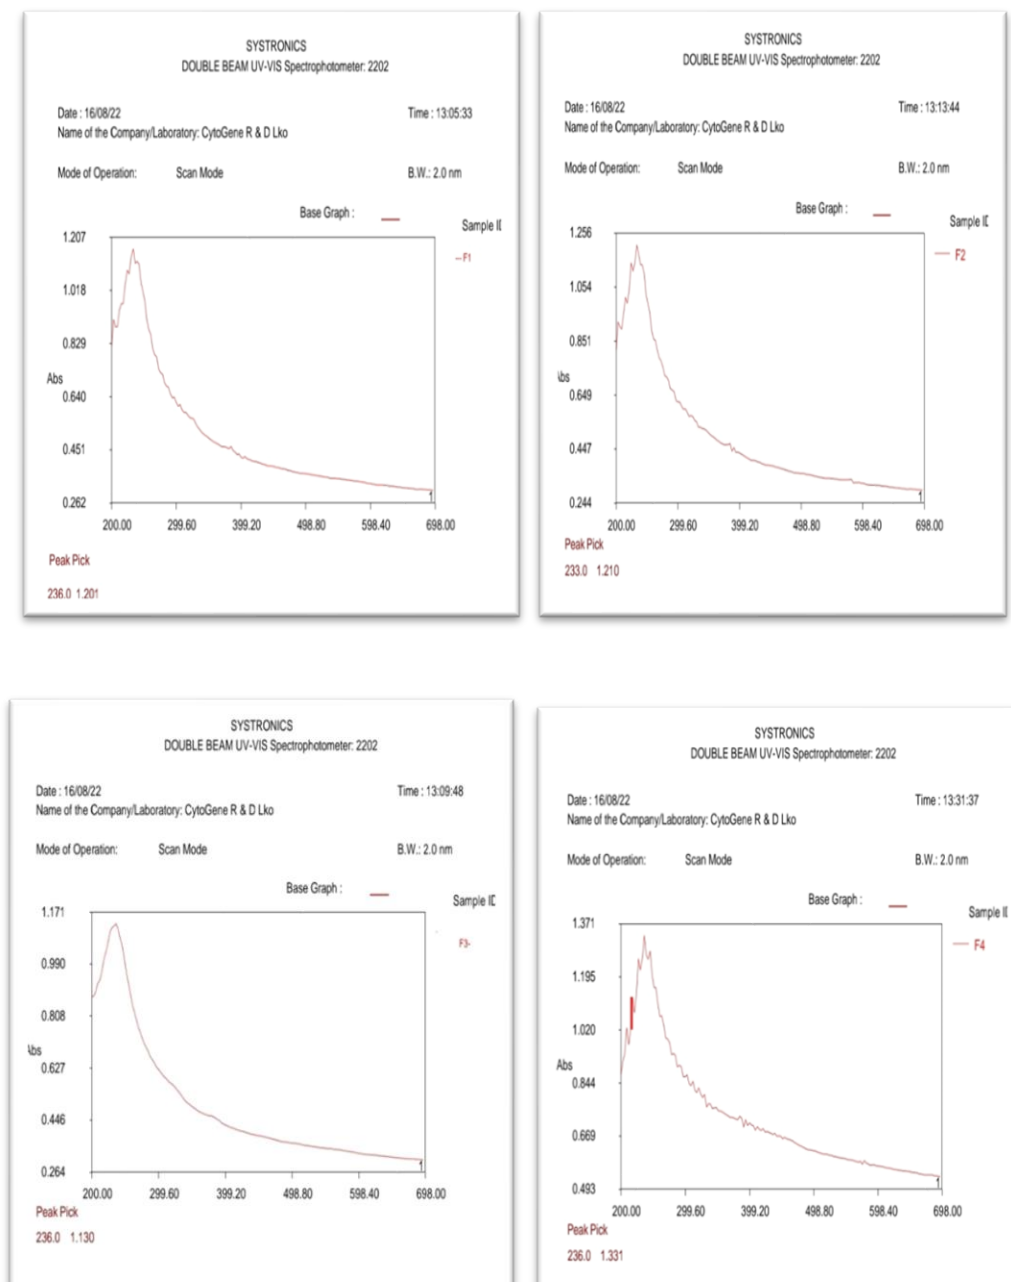 SYSTRONICS
DOUBLE BEAM UV-VIS Spectrophotometer: 2202
Date : 16/08/22 Time : 13:05:33
Name of the Company/Laboratory: CytoGene R & D Lko
Mode of Operation: Scan Mode B.W.: 2.0 nm
Base Graph :
Sample ID
F1
1.207
1.018
0.829
Abs
0.640
0.451
0.262
200.00 299.60 399.20 498.80 598.40 698.00
Peak Pick
236.0 1.201
SYSTRONICS
DOUBLE BEAM UV-VIS Spectrophotometer: 2202
Date : 16/08/22 Time : 13:13:44
Name of the Company/Laboratory: CytoGene R & D Lko
Mode of Operation: Scan Mode B.W.: 2.0 nm
Base Graph :
Sample ID
F2
1.256
1.054
0.851
Abs
0.649
0.447
0.244
200.00 299.60 399.20 498.80 598.40 698.00
Peak Pick
233.0 1.210
SYSTRONICS
DOUBLE BEAM UV-VIS Spectrophotometer: 2202
Date : 16/08/22 Time : 13:09:48
Name of the Company/Laboratory: CytoGene R & D Lko
Mode of Operation: Scan Mode B.W.: 2.0 nm
Base Graph :
Sample ID
F3-
1.171
0.990
0.808
Abs
0.627
0.446
0.264
200.00 299.60 399.20 498.80 598.40 698.00
Peak Pick
236.0 1.130
SYSTRONICS
DOUBLE BEAM UV-VIS Spectrophotometer: 2202
Date : 16/08/22 Time : 13:31:37
Name of the Company/Laboratory: CytoGene R & D Lko
Mode of Operation: Scan Mode B.W.: 2.0 nm
Base Graph :
Sample ID
F4
1.371
1.195
1.020
Abs
0.844
0.669
0.493
200.00 299.60 399.20 498.80 598.40 698.00
Peak Pick
236.0 1.331